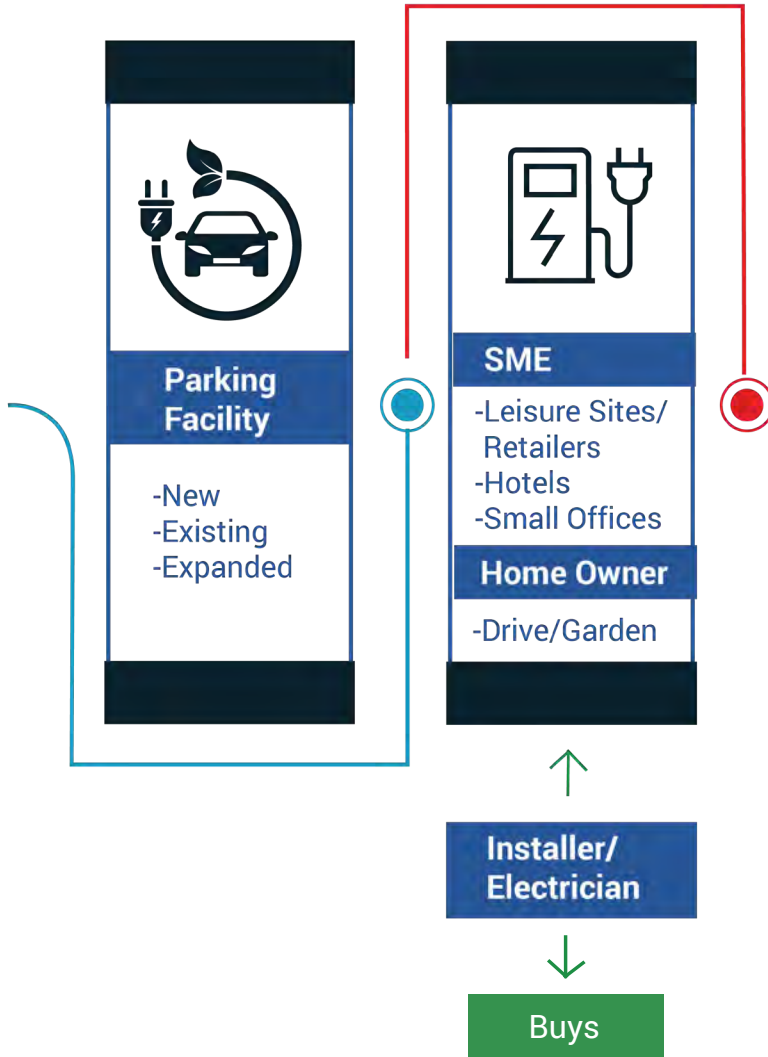 Parking
Facility
-New
-Existing
-Expanded
SME
-Leisure Sites/
Retailers
-Hotels
-Small Offices
Home Owner
-Drive/Garden
Installer/
Electrician
Buys